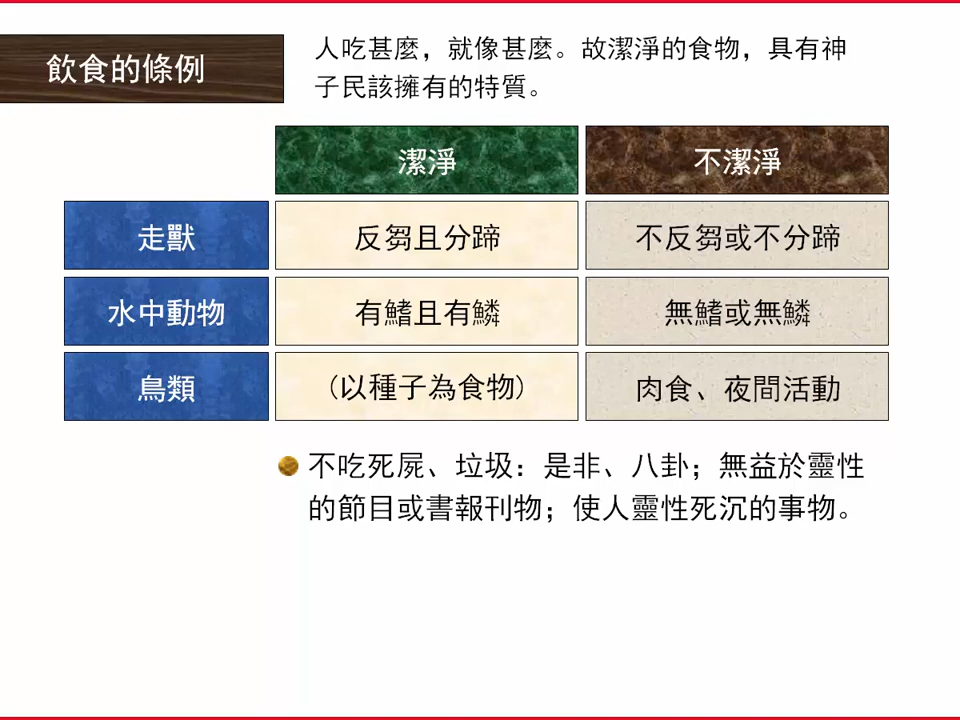 飲食的條例
人吃甚麼，就像甚麼。故潔淨的食物，具有神
子民該擁有的特質。
潔淨 不潔淨
走獸 反芻且分蹄 不反芻或不分蹄
水中動物 有鰭且有鱗 無鰭或無鱗
鳥類 (以種子為食物) 肉食、夜間活動
不吃死屍、垃圾：是非、八卦；無益於靈性
的節目或書報刊物；使人靈性死沉的事物。